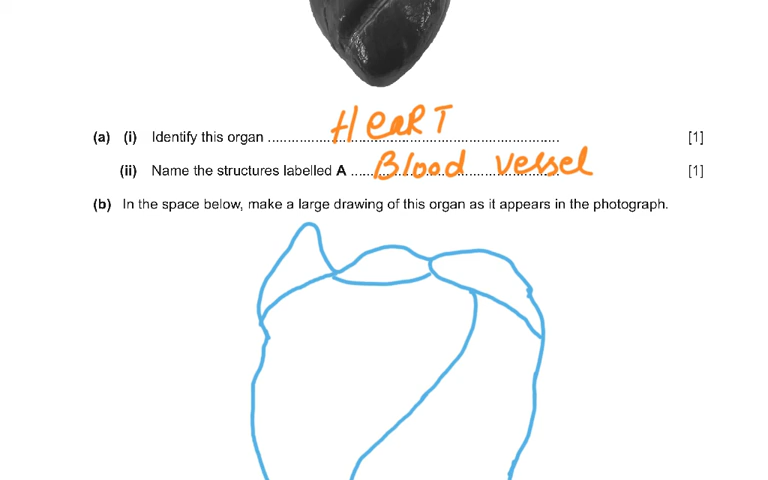 (a) (i) Identify this organ .......... HeaRT [1]
(ii) Name the structures labelled A .......... Blood vessel [1]
(b) In the space below, make a large drawing of this organ as it appears in the photograph.